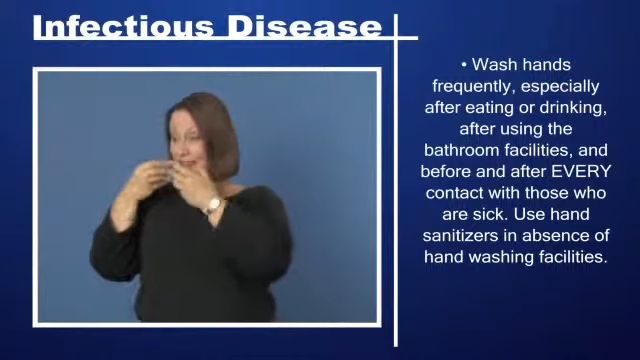 Infectious Disease
• Wash hands
frequently, especially
after eating or drinking,
after using the
bathroom facilities, and
before and after EVERY
contact with those who
are sick. Use hand
sanitizers in absence of
hand washing facilities.